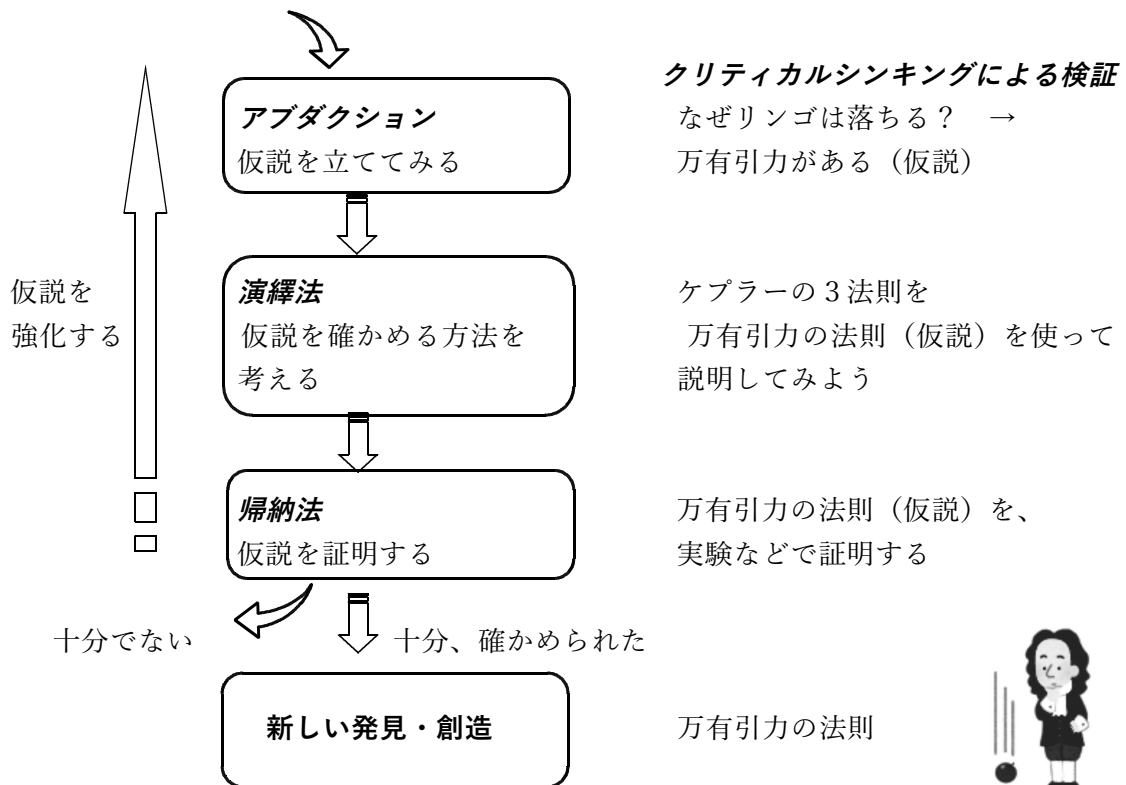 クリティカルシンキングによる検証
アブダクション
仮説を立ててみる
なぜリンゴは落ちる？　→
万有引力がある（仮説）
仮説を
強化する
演繹法
仮説を確かめる方法を
考える
ケプラーの３法則を
万有引力の法則（仮説）を使って
説明してみよう
帰納法
仮説を証明する
万有引力の法則（仮説）を、
実験などで証明する
十分でない
十分、確かめられた
新しい発見・創造
万有引力の法則